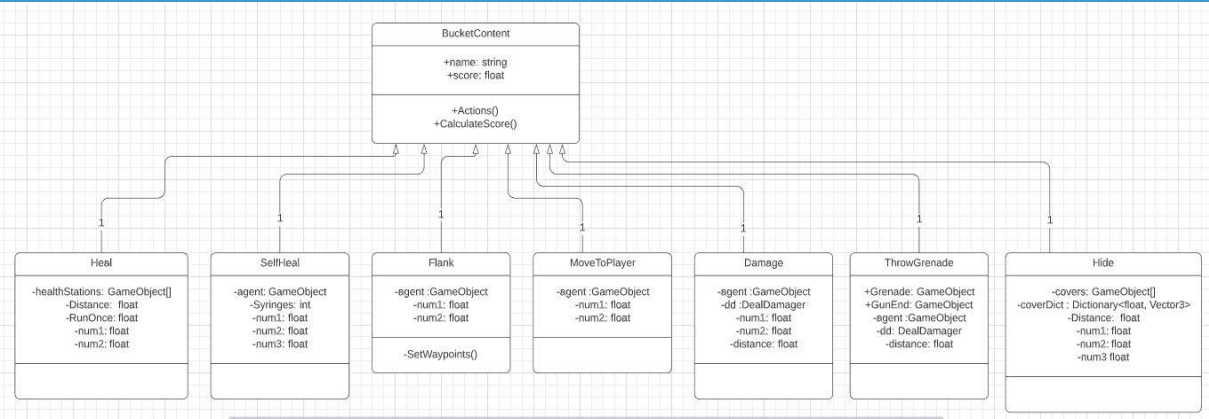 BucketContent
+name: string
+score: float
+Actions()
+CalculateScore()
1
1
1
1
1
1
1
Heal
-healthStations: GameObject[]
-Distance: float
-RunOnce: float
-num1: float
-num2: float
SelfHeal
-agent: GameObject
-Syringes: int
-num1: float
-num2: float
-num3: float
Flank
-agent :GameObject
-num1: float
-num2: float
-SetWaypoints()
MoveToPlayer
-agent :GameObject
-num1: float
-num2: float
Damage
-agent :GameObject
-dd :DealDamager
-num1: float
-num2: float
-distance: float
ThrowGrenade
+Grenade: GameObject
+GunEnd: GameObject
-agent :GameObject
-dd: DealDamager
-distance: float
Hide
-covers: GameObject[]
-coverDict : Dictionary<float, Vector3>
-Distance: float
-num1: float
-num2: float
-num3 float